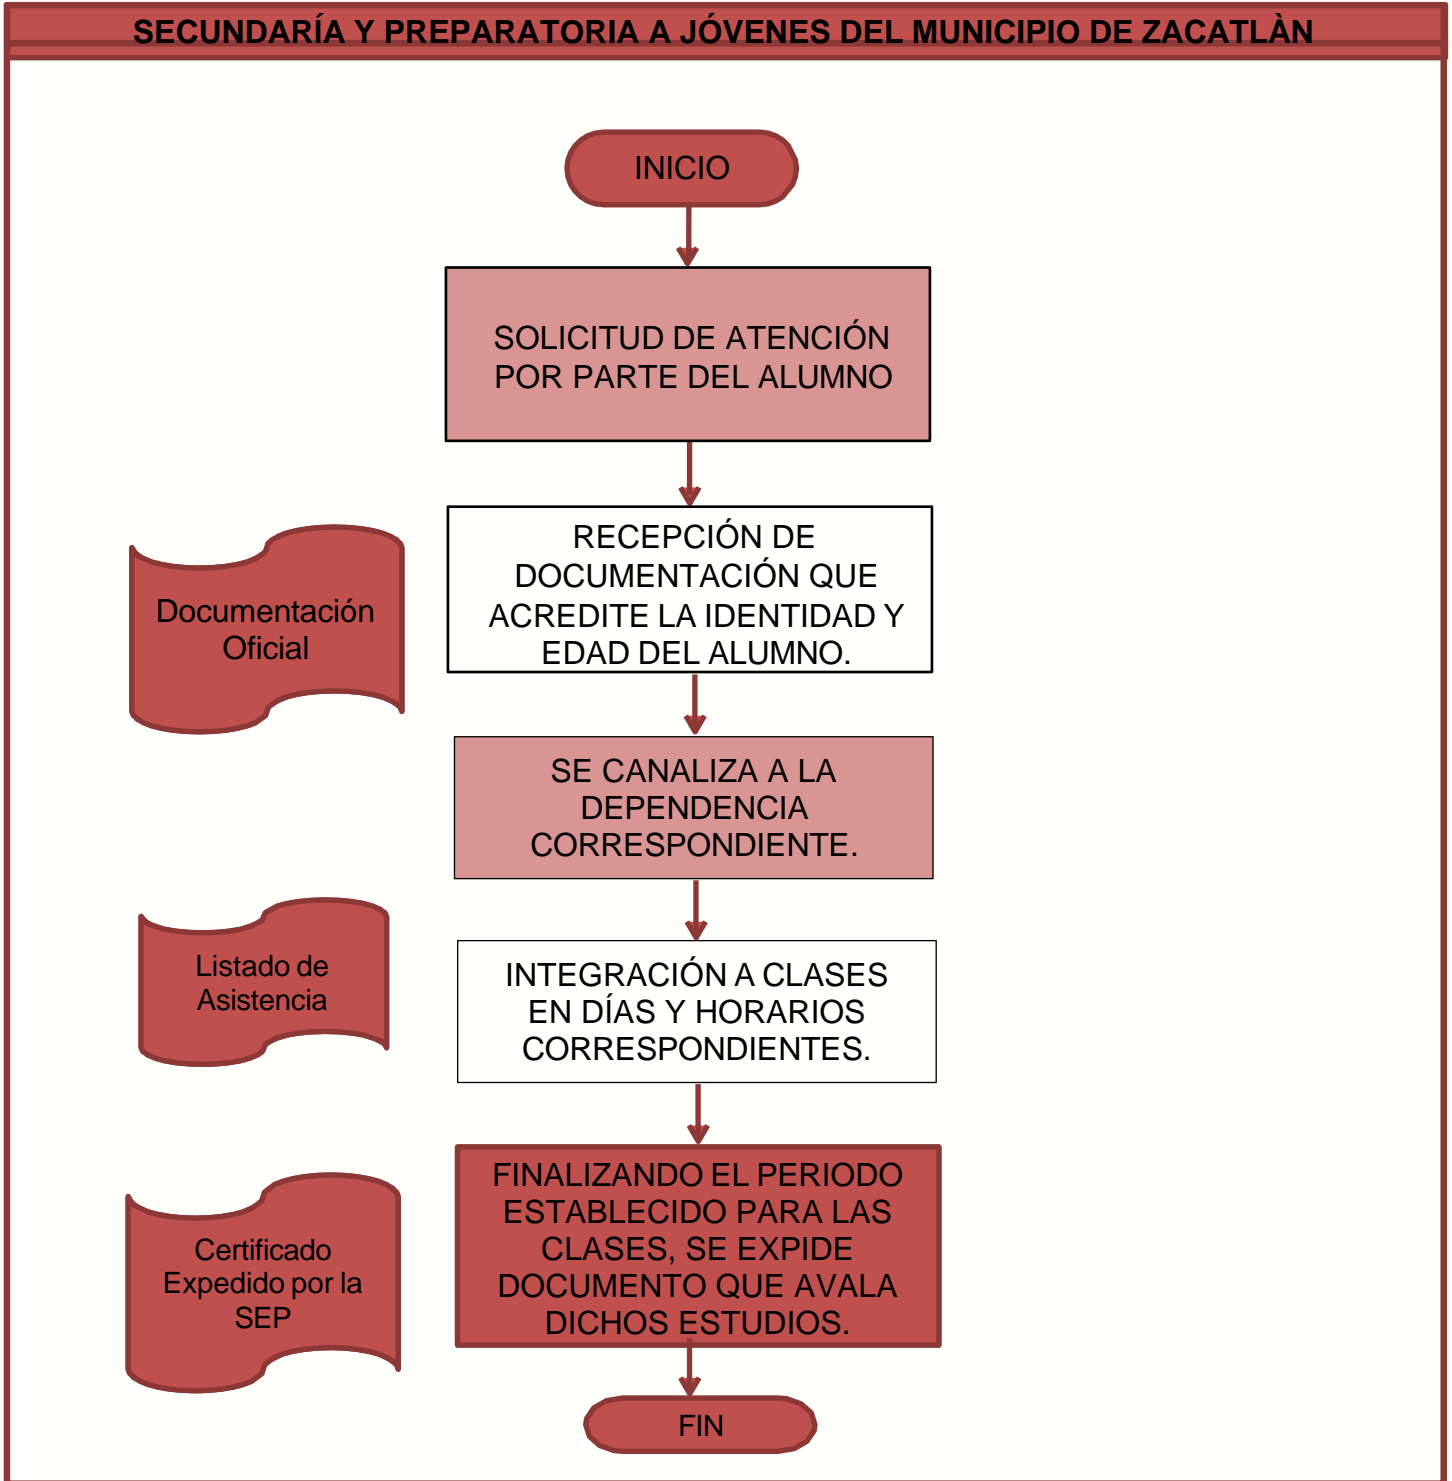 SECUNDARÍA Y PREPARATORIA A JÓVENES DEL MUNICIPIO DE ZACATLÀN
INICIO
SOLICITUD DE ATENCIÓN
POR PARTE DEL ALUMNO
RECEPCIÓN DE
DOCUMENTACIÓN QUE
ACREDITE LA IDENTIDAD Y
EDAD DEL ALUMNO.
Documentación
Oficial
SE CANALIZA A LA
DEPENDENCIA
CORRESPONDIENTE.
Listado de
Asistencia
INTEGRACIÓN A CLASES
EN DÍAS Y HORARIOS
CORRESPONDIENTES.
FINALIZANDO EL PERIODO
ESTABLECIDO PARA LAS
CLASES, SE EXPIDE
DOCUMENTO QUE AVALA
DICHOS ESTUDIOS.
Certificado
Expedido por la
SEP
FIN